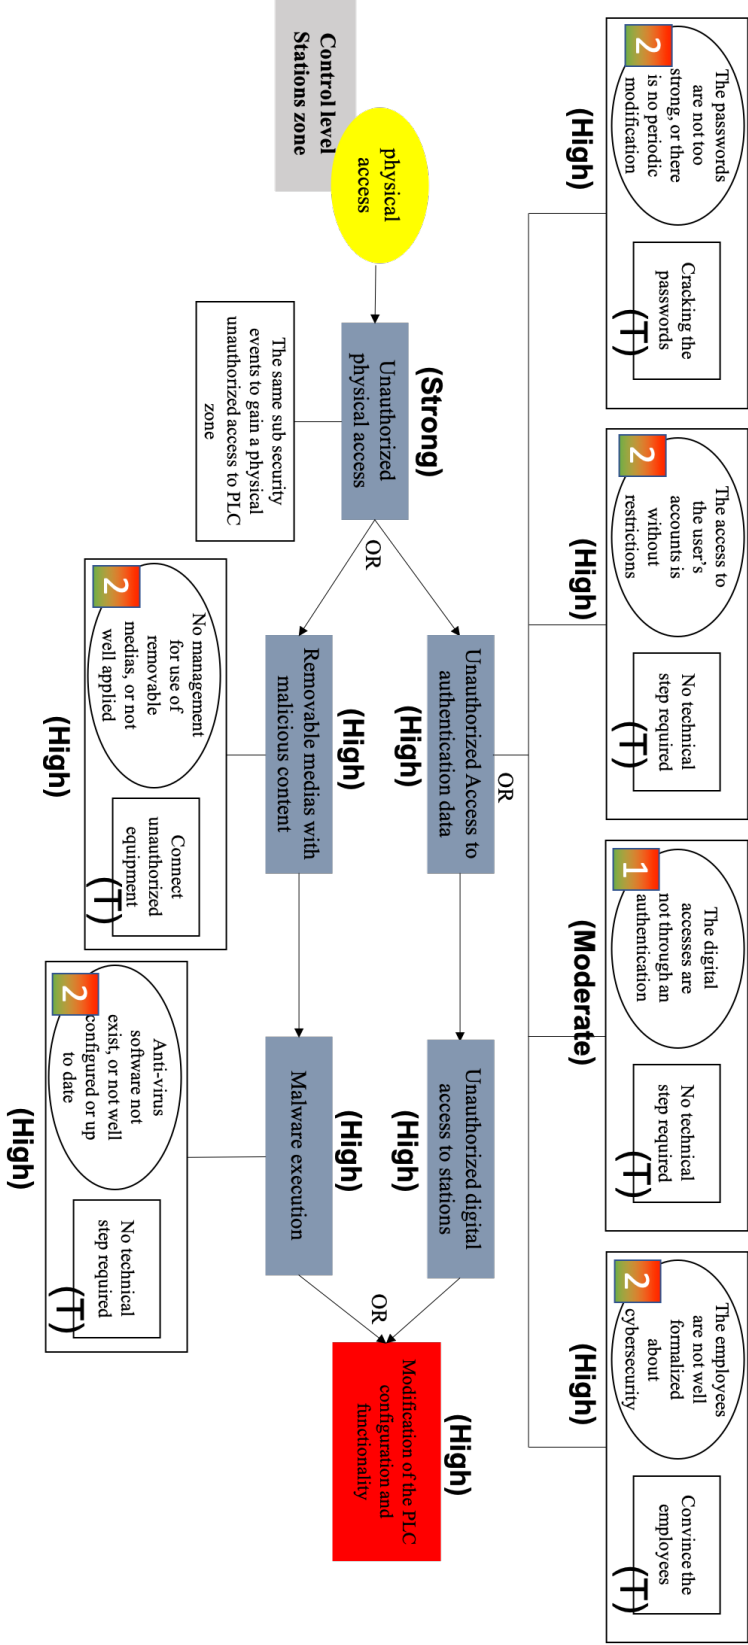 The passwords
are not too
strong, or there
is no periodic
modification
2
Cracking the
passwords
(T)
(High)
The access to
the user's
accounts is
without
restrictions
2
No technical
step required
(T)
(High)
The digital
accesses are
not through an
authentication
1
No technical
step required
(T)
(Moderate)
The employees
are not well
formalized
about
cybersecurity
2
Convince the
employees
(T)
(High)
OR
Control level
Stations zone
physical
access
(Strong)
Unauthorized
physical access
OR
Unauthorized Access to
authentication data
(High)
Unauthorized digital
access to stations
(High)
(High)
Removable medias with
malicious content
(High)
Malware execution
OR
(High)
Modification of the PLC
configuration and
functionality
The same sub security
events to gain a physical
unauthorized access to PLC
zone
No management
for use of
removable
medias, or not
well applied
2
Connect
unauthorized
equipment
(T)
(High)
Anti-virus
software not
exist, or not well
configured or up
to date
2
No technical
step required
(T)
(High)